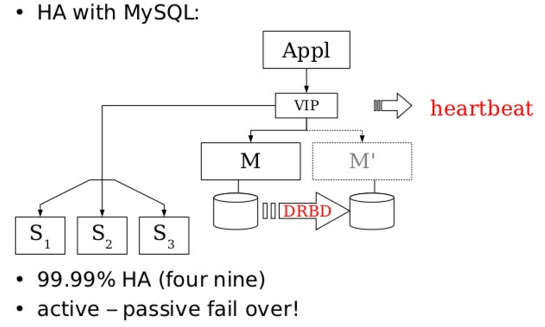 • HA with MySQL:
Appl
VIP
heartbeat
M
M'
DRBD
S1
S2
S3
• 99.99% HA (four nine)
• active – passive fail over!